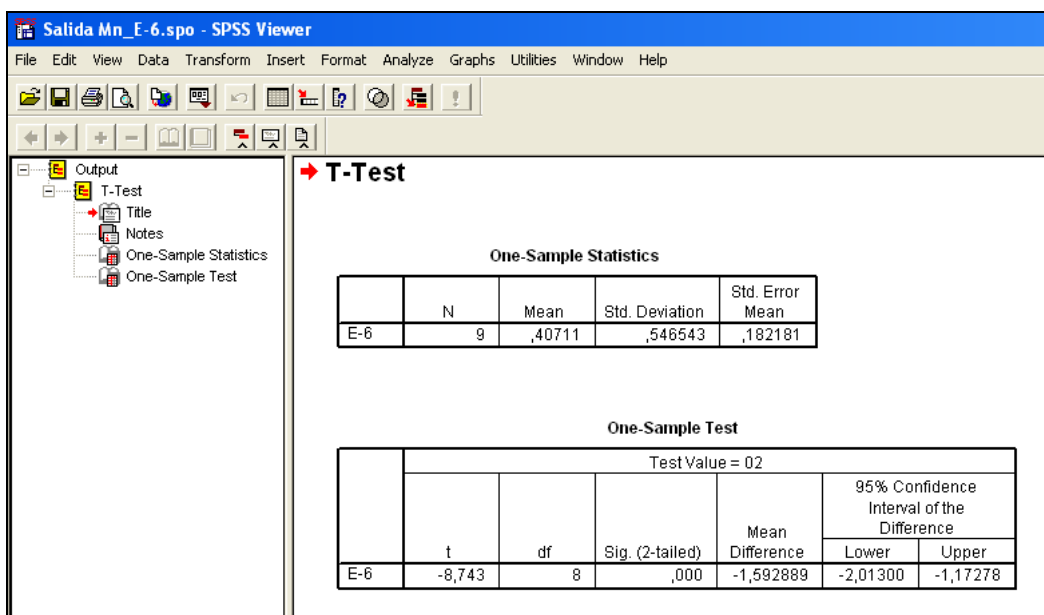 Salida Mn_E-6.spo - SPSS Viewer
File Edit View Data Transform Insert Format Analyze Graphs Utilities Window Help
Output
T-Test
Title
Notes
One-Sample Statistics
One-Sample Test
T-Test
One-Sample Statistics
N Mean Std. Deviation Std. Error Mean
E-6 9 ,40711 ,546543 ,182181
One-Sample Test
Test Value = 02
95% Confidence
Interval of the
Difference
t df Sig. (2-tailed) Mean Difference Lower Upper
E-6 -8,743 8 ,000 -1,592889 -2,01300 -1,17278